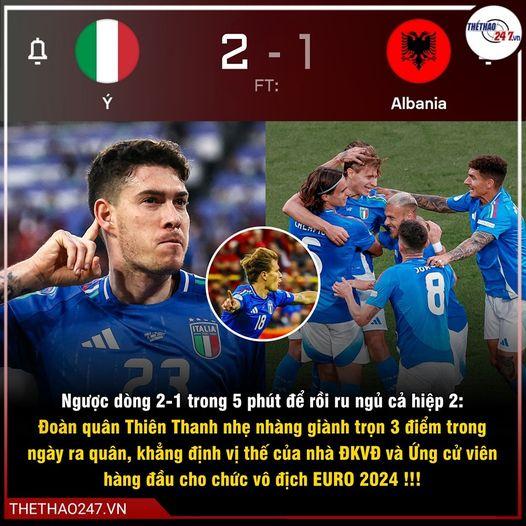 THỂTHAO
247.VN
2 - 1
FT:
Ý
Albania
ITALIA
23
18
8
Ngược dòng 2-1 trong 5 phút để rồi ru ngủ cả hiệp 2:
Đoàn quân Thiên Thanh nhẹ nhàng giành trọn 3 điểm trong
ngày ra quân, khẳng định vị thế của nhà ĐKVĐ và Ứng cử viên
hàng đầu cho chức vô địch EURO 2024 !!!
THETHAO247.VN